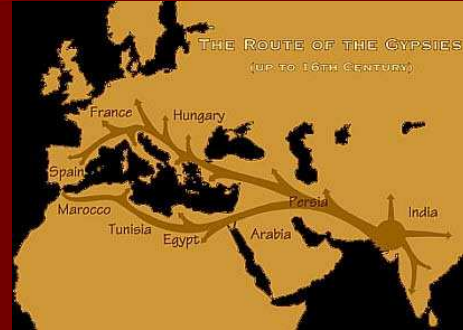 THE ROUTE OF THE GYPSIES
(UP TO 16TH CENTURY)
France
Hungary
Spain
Marocco
Tunisia
Egypt
Arabia
Persia
India